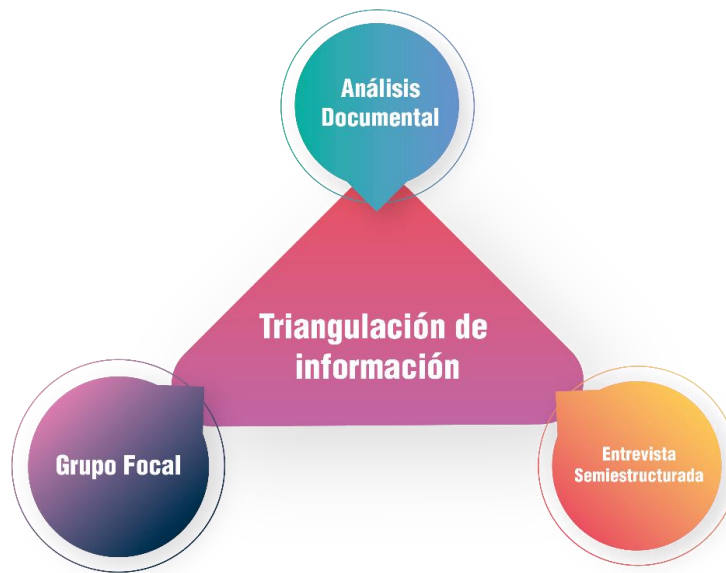 Análisis
Documental
Triangulación de
información
Grupo Focal
Entrevista
Semiestructurada